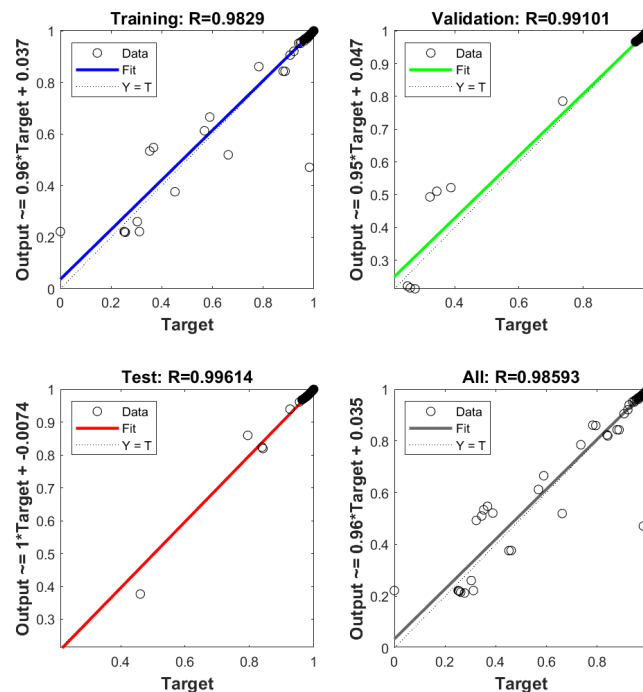 Training: R=0.9829
Output ~= 0.96*Target + 0.037
1
0.8
0.6
0.4
0.2
0
Data
Fit
Y = T
0 0.2 0.4 0.6 0.8 1
Target
Validation: R=0.99101
Output ~= 0.95*Target + 0.047
1
0.9
0.8
0.7
0.6
0.5
0.4
0.3
Data
Fit
Y = T
0.4 0.6 0.8
Target
Test: R=0.99614
Output ~= 1*Target + -0.0074
1
0.9
0.8
0.7
0.6
0.5
0.4
0.3
Data
Fit
Y = T
0.4 0.6 0.8 1
Target
All: R=0.98593
Output ~= 0.96*Target + 0.035
1
0.8
0.6
0.4
0.2
0
Data
Fit
Y = T
0 0.2 0.4 0.6 0.8
Target